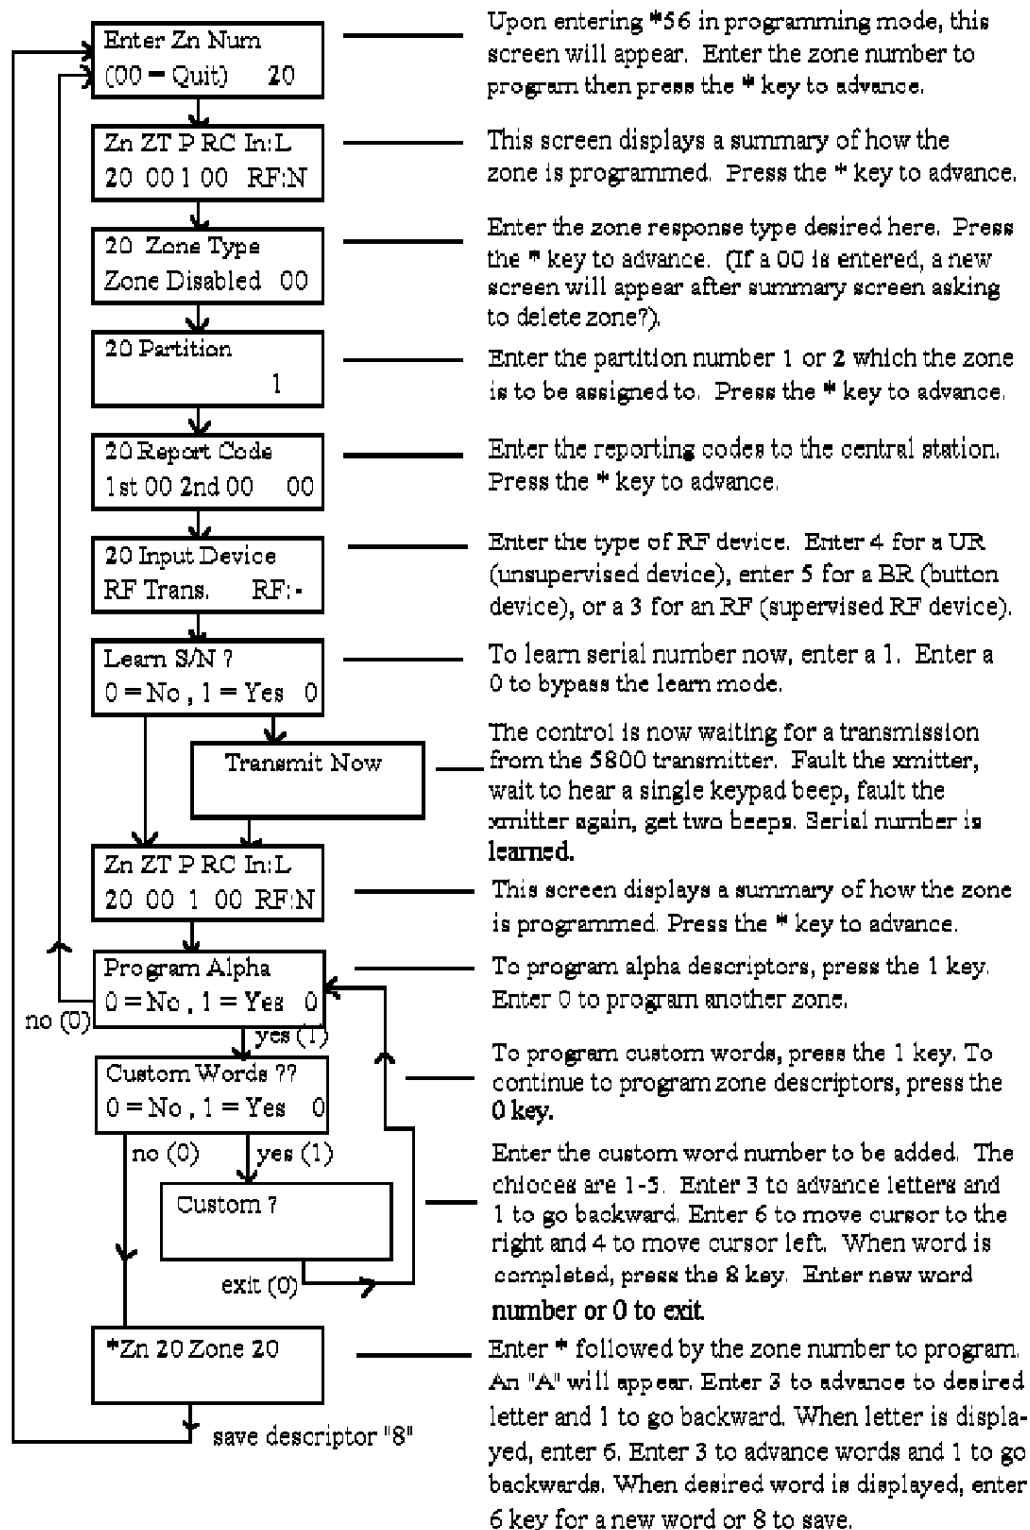 Enter Zn Num
(00 = Quit) 20
Upon entering *56 in programming mode, this
screen will appear. Enter the zone number to
program then press the * key to advance.
Zn ZT P RC In:L
20 00 1 00 RF:N
This screen displays a summary of how the
zone is programmed. Press the * key to advance.
20 Zone Type
Zone Disabled 00
Enter the zone response type desired here. Press
the * key to advance. (If a 00 is entered, a new
screen will appear after summary screen asking
to delete zone?).
20 Partition
1
Enter the partition number 1 or 2 which the zone
is to be assigned to. Press the * key to advance.
20 Report Code
1st 00 2nd 00 00
Enter the reporting codes to the central station.
Press the * key to advance.
20 Input Device
RF Trans. RF:-
Enter the type of RF device. Enter 4 for a UR
(unsupervised device), enter 5 for a BR (button
device), or a 3 for an RF (supervised RF device).
Learn S/N ?
0 = No , 1 = Yes 0
To learn serial number now, enter a 1. Enter a
0 to bypass the learn mode.
Transmit Now
The control is now waiting for a transmission
from the 5800 transmitter. Fault the xmitter,
wait to hear a single keypad beep, fault the
xmitter again, get two beeps. Serial number is
learned.
Zn ZT P RC In:L
20 00 1 00 RF:N
This screen displays a summary of how the zone
is programmed. Press the * key to advance.
Program Alpha
0 = No , 1 = Yes 0
To program alpha descriptors, press the 1 key.
Enter 0 to program another zone.
no (0)
yes (1)
Custom Words ??
0 = No , 1 = Yes 0
To program custom words, press the 1 key. To
continue to program zone descriptors, press the
0 key.
no (0)
yes (1)
Custom ?
exit (0)
Enter the custom word number to be added. The
chioces are 1-5. Enter 3 to advance letters and
1 to go backward. Enter 6 to move cursor to the
right and 4 to move cursor left. When word is
completed, press the 8 key. Enter new word
number or 0 to exit
*Zn 20 Zone 20
save descriptor "8"
Enter * followed by the zone number to program.
An "A" will appear. Enter 3 to advance to desired
letter and 1 to go backward. When letter is displa-
yed, enter 6. Enter 3 to advance words and 1 to go
backwards. When desired word is displayed, enter
6 key for a new word or 8 to save.